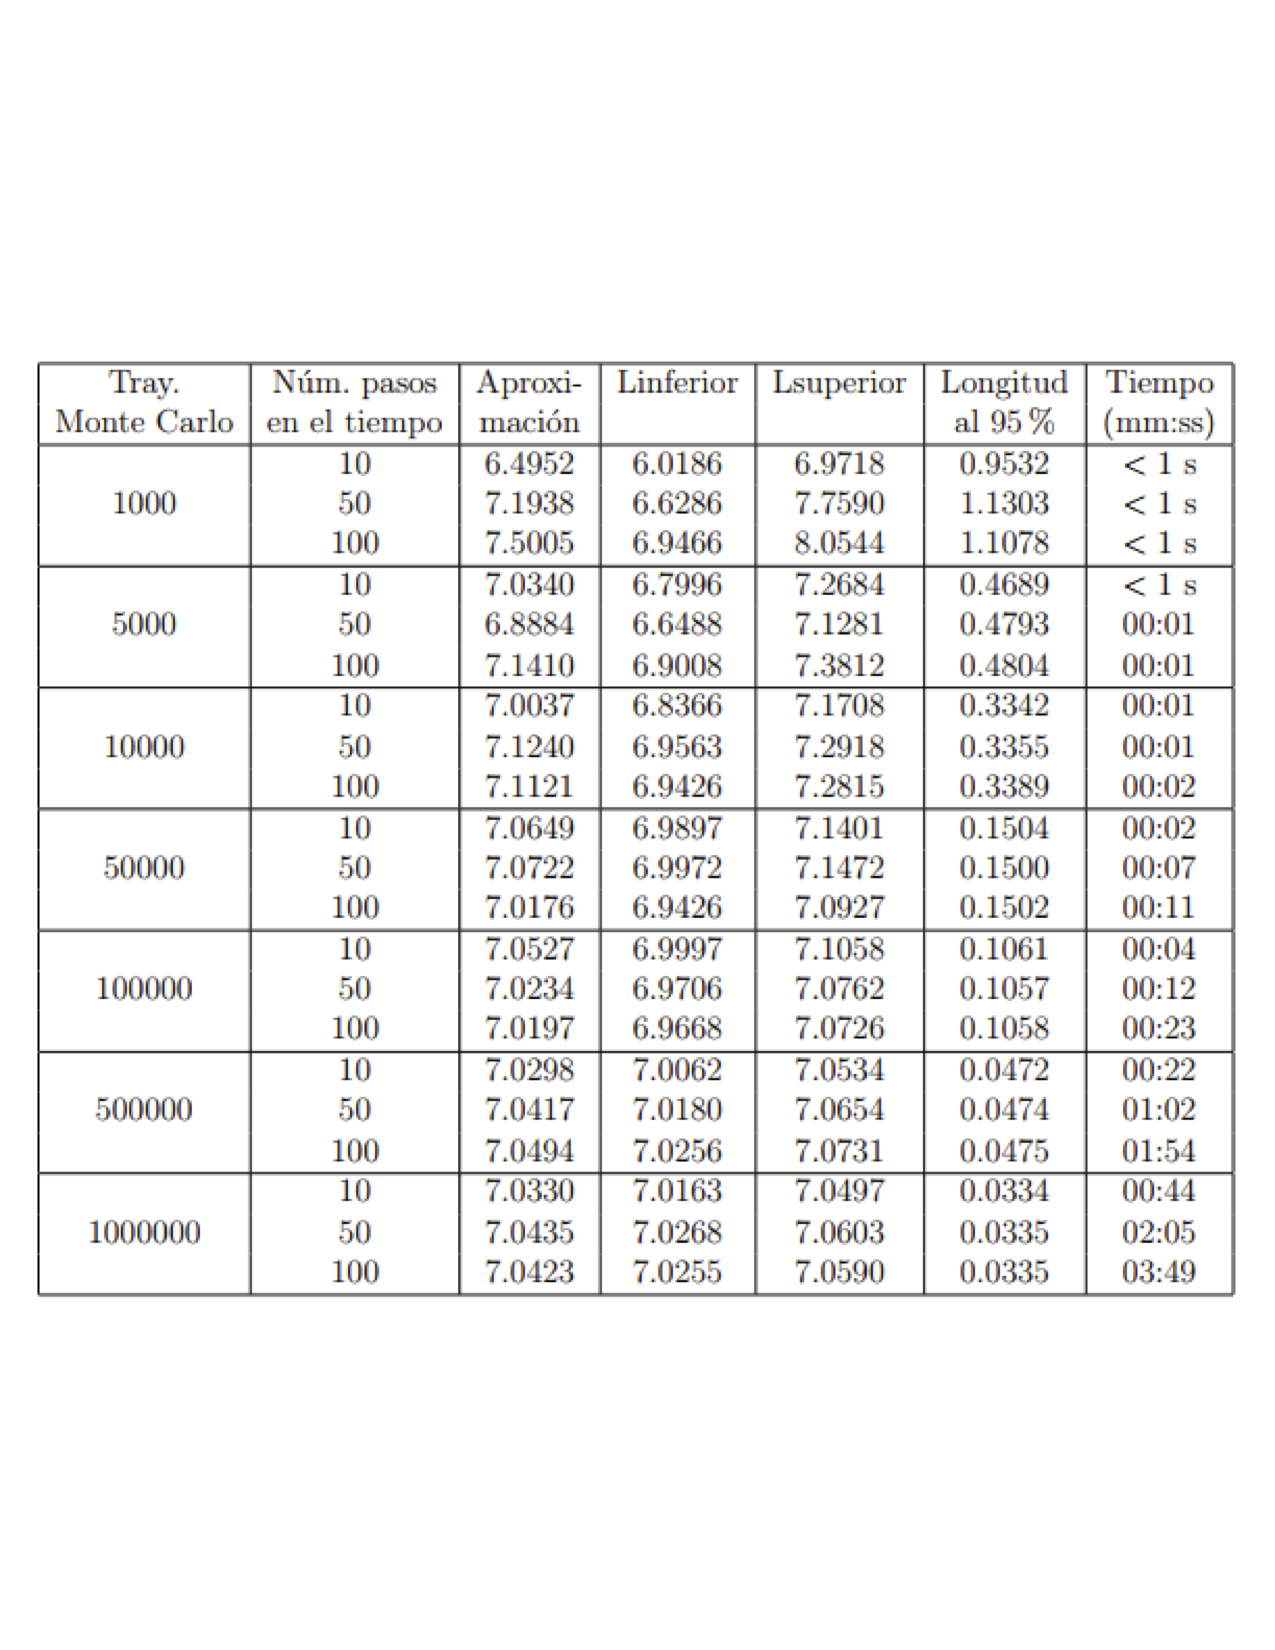 Tray. Núm. pasos Aproxi- Linferior Lsuperior Longitud Tiempo
Monte Carlo en el tiempo mación al 95 % (mm:ss)
10 6.4952 6.0186 6.9718 0.9532 < 1 s
1000 50 7.1938 6.6286 7.7590 1.1303 < 1 s
100 7.5005 6.9466 8.0544 1.1078 < 1 s
10 7.0340 6.7996 7.2684 0.4689 < 1 s
5000 50 6.8884 6.6488 7.1281 0.4793 00:01
100 7.1410 6.9008 7.3812 0.4804 00:01
10 7.0037 6.8366 7.1708 0.3342 00:01
10000 50 7.1240 6.9563 7.2918 0.3355 00:01
100 7.1121 6.9426 7.2815 0.3389 00:02
10 7.0649 6.9897 7.1401 0.1504 00:02
50000 50 7.0722 6.9972 7.1472 0.1500 00:07
100 7.0176 6.9426 7.0927 0.1502 00:11
10 7.0527 6.9997 7.1058 0.1061 00:04
100000 50 7.0234 6.9706 7.0762 0.1057 00:12
100 7.0197 6.9668 7.0726 0.1058 00:23
10 7.0298 7.0062 7.0534 0.0472 00:22
500000 50 7.0417 7.0180 7.0654 0.0474 01:02
100 7.0494 7.0256 7.0731 0.0475 01:54
10 7.0330 7.0163 7.0497 0.0334 00:44
1000000 50 7.0435 7.0268 7.0603 0.0335 02:05
100 7.0423 7.0255 7.0590 0.0335 03:49